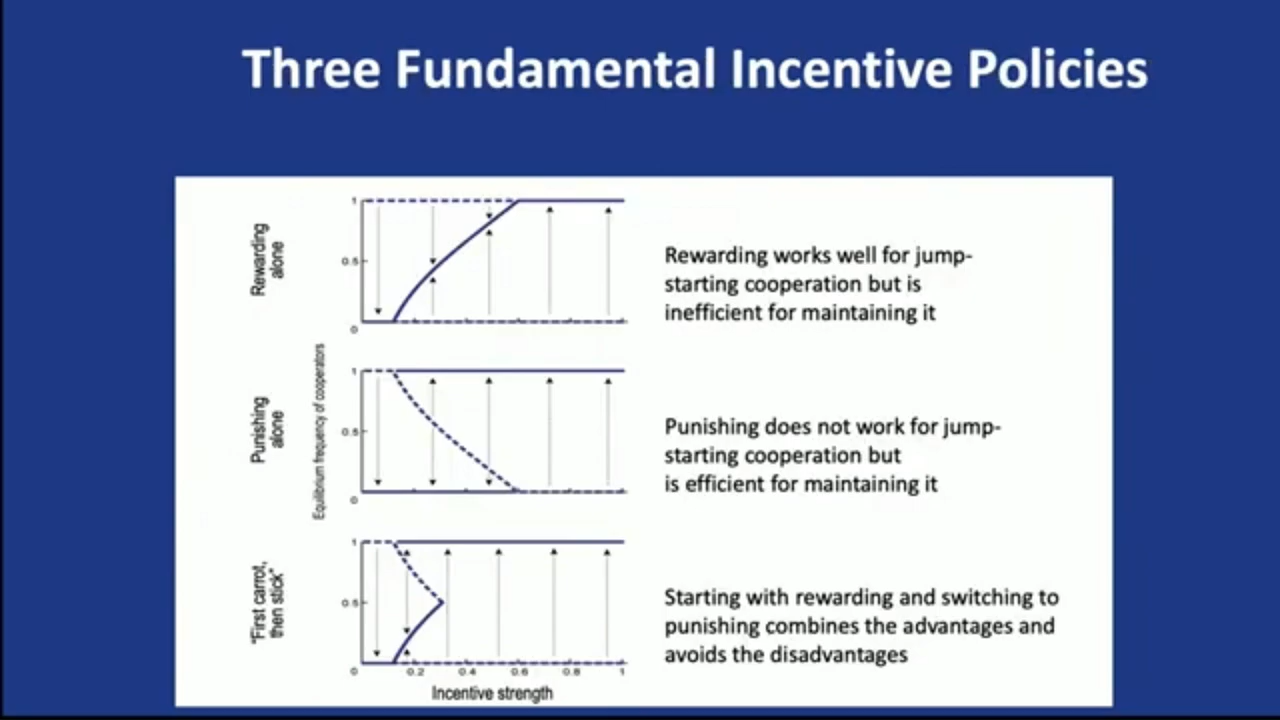 Three Fundamental Incentive Policies
Rewarding
alone
1
0.5
0
Rewarding works well for jump-
starting cooperation but is
inefficient for maintaining it
Equilibrium frequency of cooperators
Punishing
alone
1
0.5
0
Punishing does not work for jump-
starting cooperation but
is efficient for maintaining it
"First carrot,
then stick"
1
0.5
0 0.2 0.4 0.6 0.8 1
Incentive strength
Starting with rewarding and switching to
punishing combines the advantages and
avoids the disadvantages